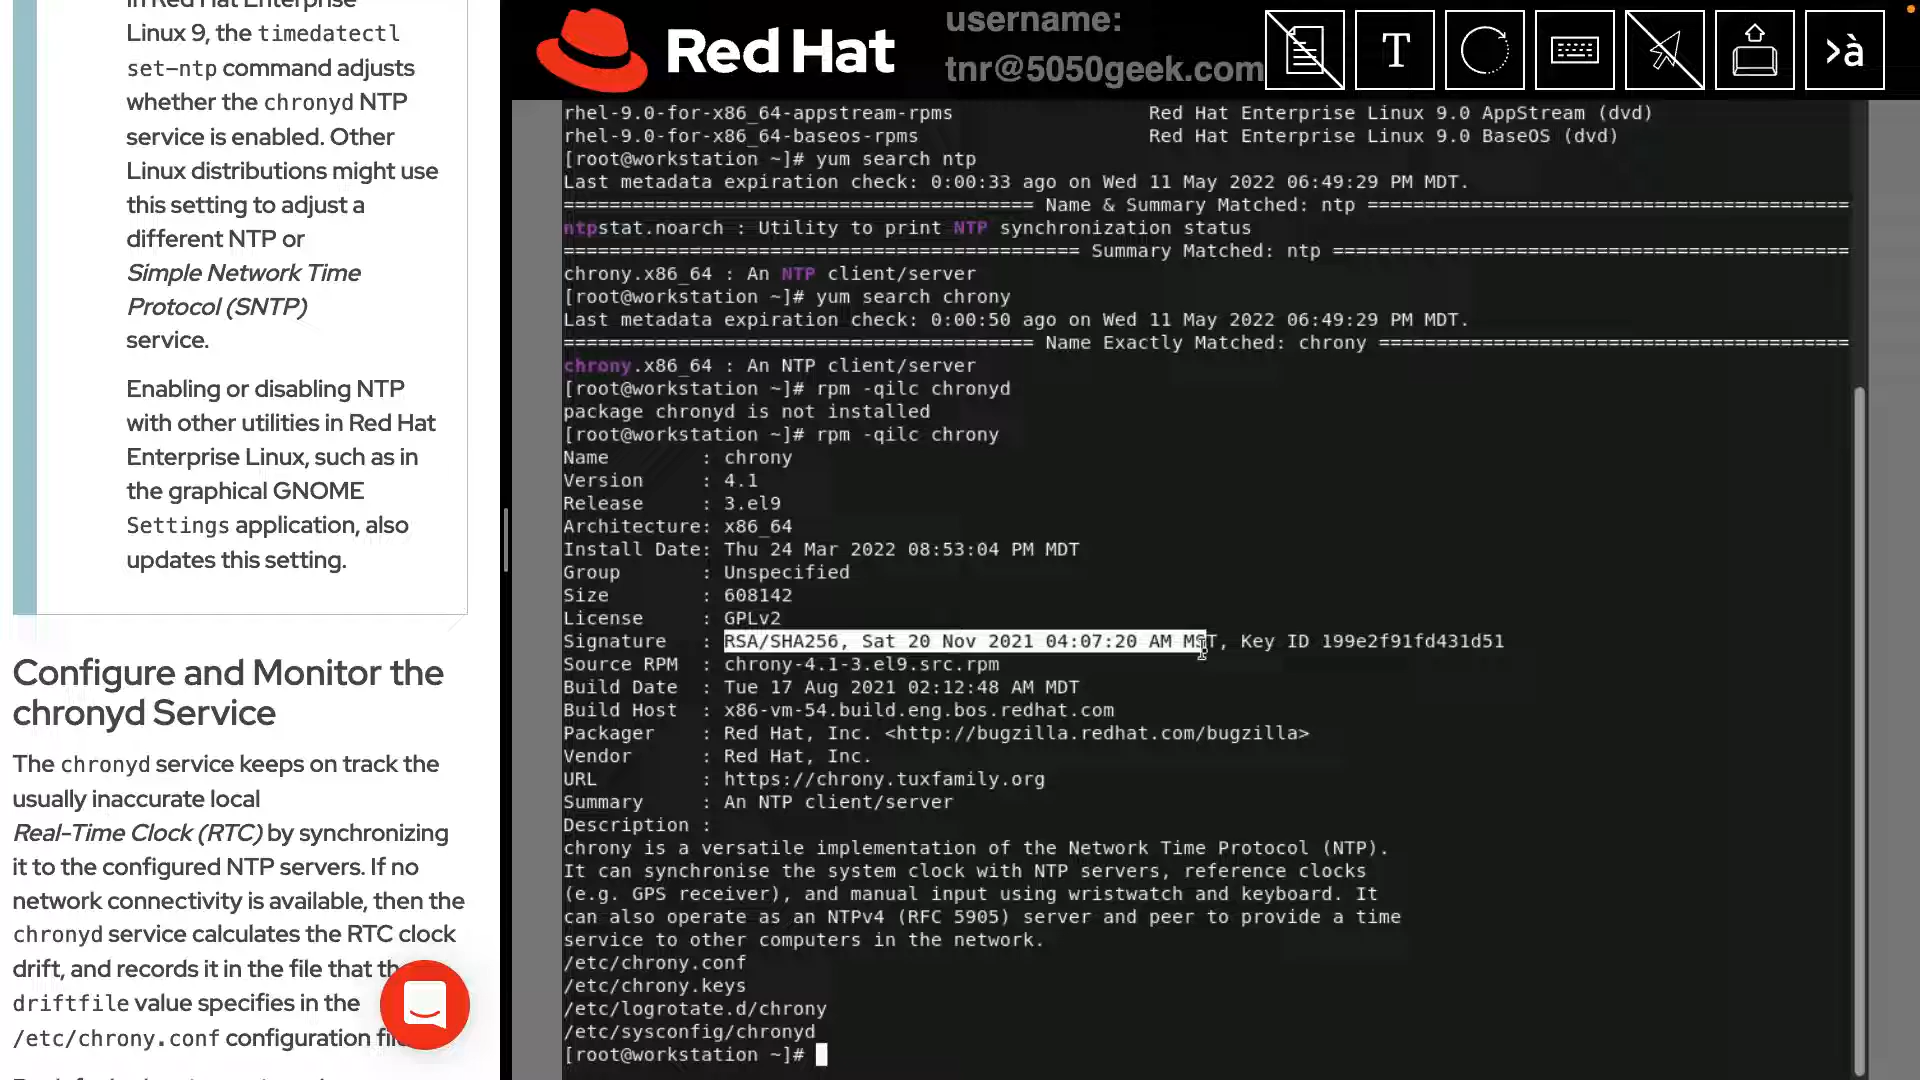 in Red Hat Enterprise
Linux 9, the timedatectl
set-ntp command adjusts
whether the chronyd NTP
service is enabled. Other
Linux distributions might use
this setting to adjust a
different NTP or
Simple Network Time
Protocol (SNTP)
service.
Enabling or disabling NTP
with other utilities in Red Hat
Enterprise Linux, such as in
the graphical GNOME
Settings application, also
updates this setting.
Configure and Monitor the
chronyd Service
The chronyd service keeps on track the
usually inaccurate local
Real-Time Clock (RTC) by synchronizing
it to the configured NTP servers. If no
network connectivity is available, then the
chronyd service calculates the RTC clock
drift, and records it in the file that
driftfile value specifies in the
/etc/chrony.conf configuration
Red Hat
username:
tnr@5050geek.com
T
>à
rhel-9.0-for-x86_64-appstream-rpms Red Hat Enterprise Linux 9.0 AppStream (dvd)
rhel-9.0-for-x86_64-baseos-rpms Red Hat Enterprise Linux 9.0 BaseOS (dvd)
[root@workstation ~]# yum search ntp
Last metadata expiration check: 0:00:33 ago on Wed 11 May 2022 06:49:29 PM MDT.
========================================= Name & Summary Matched: ntp ==========================================
ntpstat.noarch : Utility to print NTP synchronization status
============================================= Summary Matched: ntp =============================================
chrony.x86_64 : An NTP client/server
[root@workstation ~]# yum search chrony
Last metadata expiration check: 0:00:50 ago on Wed 11 May 2022 06:49:29 PM MDT.
========================================= Name Exactly Matched: chrony =========================================
chrony.x86_64 : An NTP client/server
[root@workstation ~]# rpm -qilc chronyd
package chronyd is not installed
[root@workstation ~]# rpm -qilc chrony
Name : chrony
Version : 4.1
Release : 3.el9
Architecture: x86_64
Install Date: Thu 24 Mar 2022 08:53:04 PM MDT
Group : Unspecified
Size : 608142
License : GPLv2
Signature : RSA/SHA256, Sat 20 Nov 2021 04:07:20 AM MST, Key ID 199e2f91fd431d51
Source RPM : chrony-4.1-3.el9.src.rpm
Build Date : Tue 17 Aug 2021 02:12:48 AM MDT
Build Host : x86-vm-54.build.eng.bos.redhat.com
Packager : Red Hat, Inc. <http://bugzilla.redhat.com/bugzilla>
Vendor : Red Hat, Inc.
URL : https://chrony.tuxfamily.org
Summary : An NTP client/server
Description :
chrony is a versatile implementation of the Network Time Protocol (NTP).
It can synchronise the system clock with NTP servers, reference clocks
(e.g. GPS receiver), and manual input using wristwatch and keyboard. It
can also operate as an NTPv4 (RFC 5905) server and peer to provide a time
service to other computers in the network.
/etc/chrony.conf
/etc/chrony.keys
/etc/logrotate.d/chrony
/etc/sysconfig/chronyd
[root@workstation ~]#